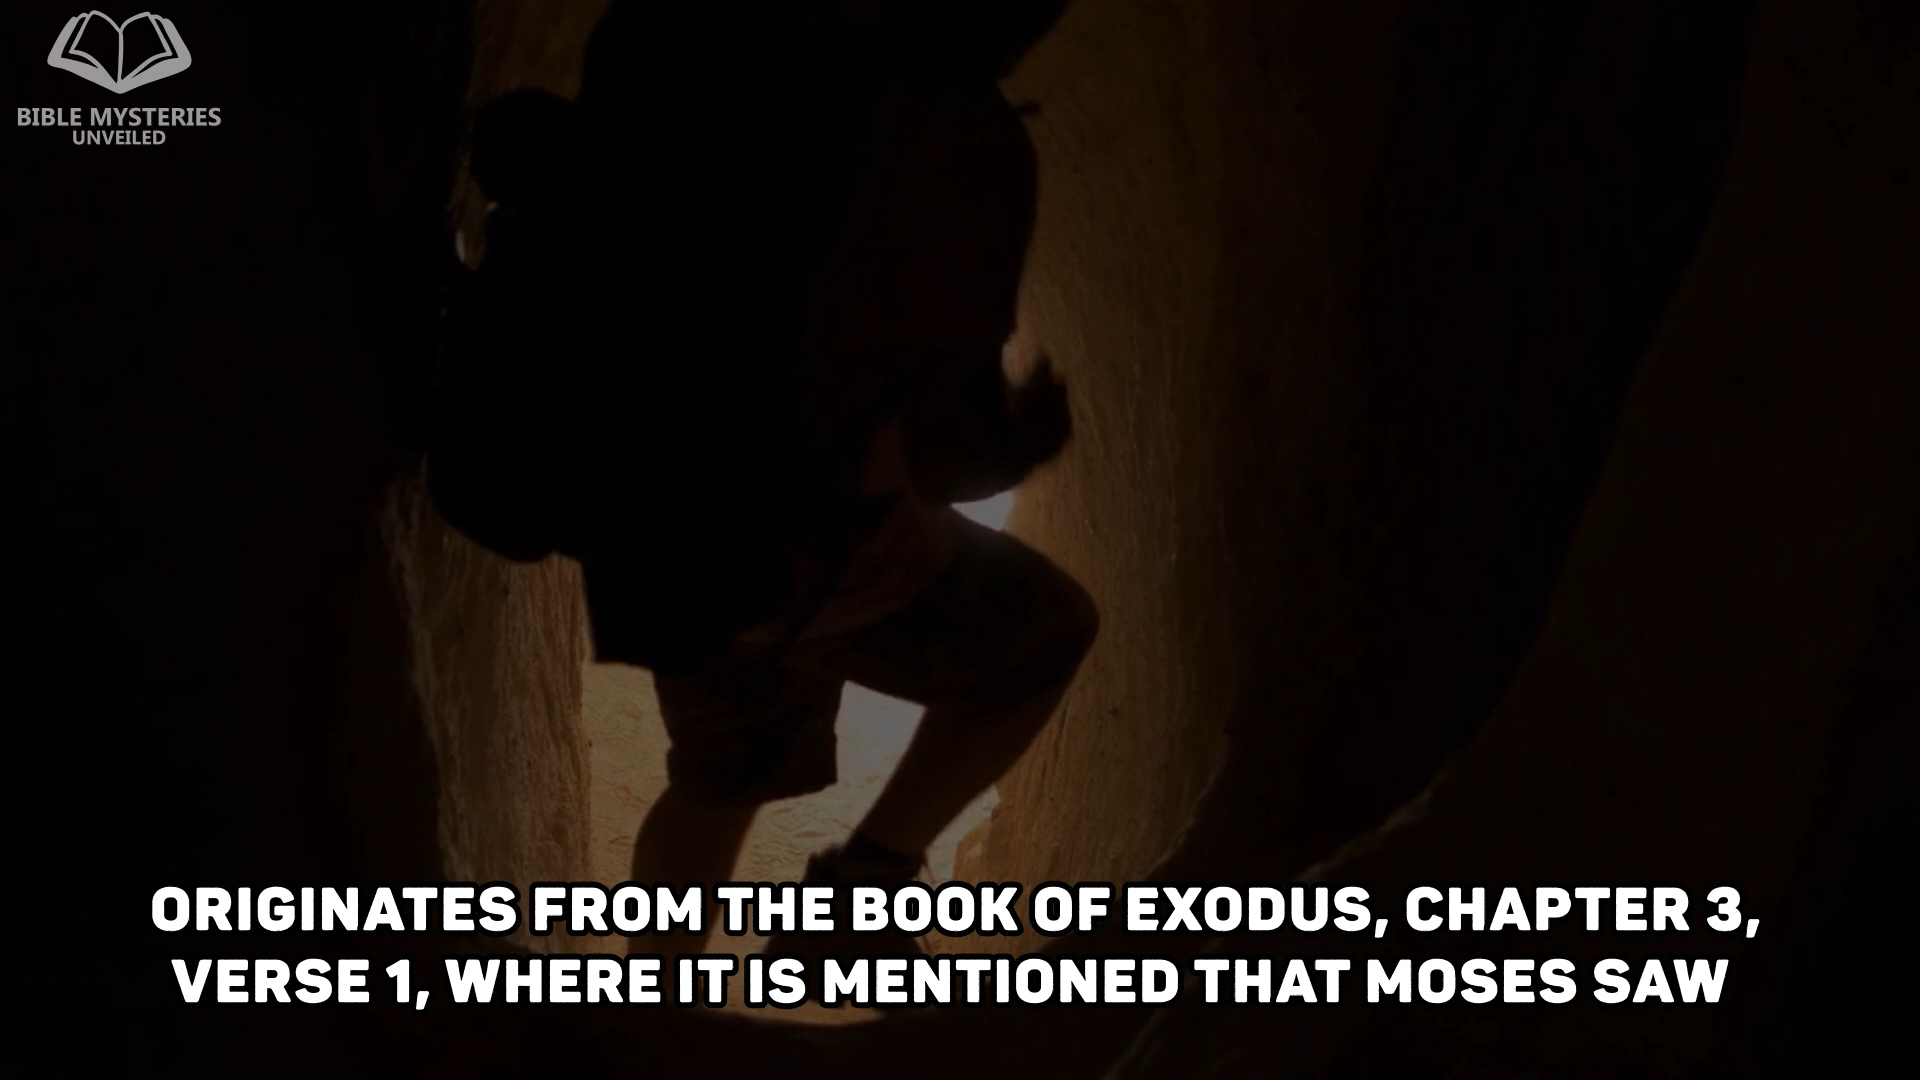 BIBLE MYSTERIES
UNVEILED
ORIGINATES FROM THE BOOK OF EXODUS, CHAPTER 3,
VERSE 1, WHERE IT IS MENTIONED THAT MOSES SAW